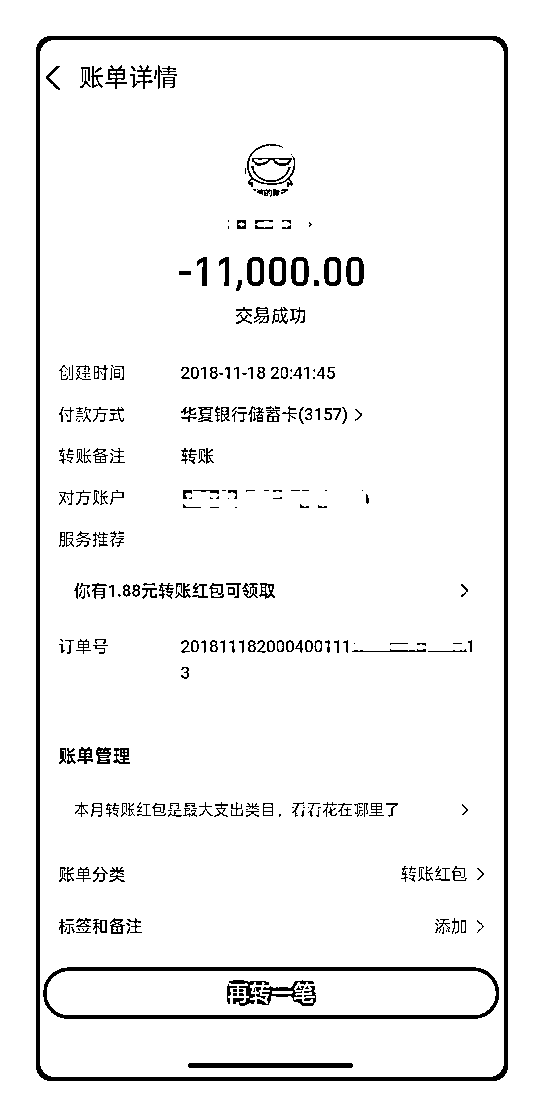 账单详情
-11,000.00
交易成功
创建时间 2018-11-18 20:41:45
付款方式 华夏银行储蓄卡(3157)
转账备注 转账
对方账户
服务推荐
你有1.88元转账红包可领取
订单号 201811182000400111 1
3
账单管理
本月转账红包是最大支出类目，看看花在哪里了
账单分类 转账红包
标签和备注 添加
再转一笔